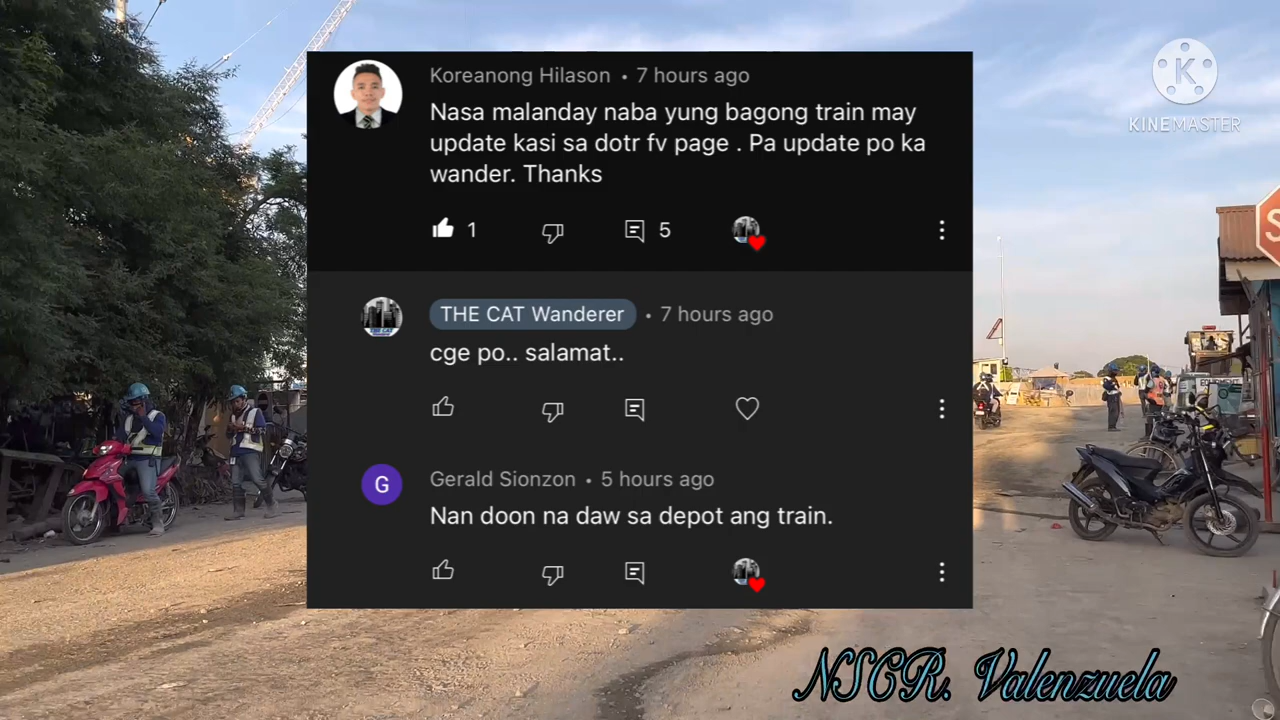 Koreanong Hilason • 7 hours ago
Nasa malanday naba yung bagong train may
update kasi sa dotr fv page . Pa update po ka
wander. Thanks
1
5
THE CAT Wanderer • 7 hours ago
cge po.. salamat..
G
Gerald Sionzon • 5 hours ago
Nan doon na daw sa depot ang train.
K
KINEMASTER
S
NSCR. Valenzuela